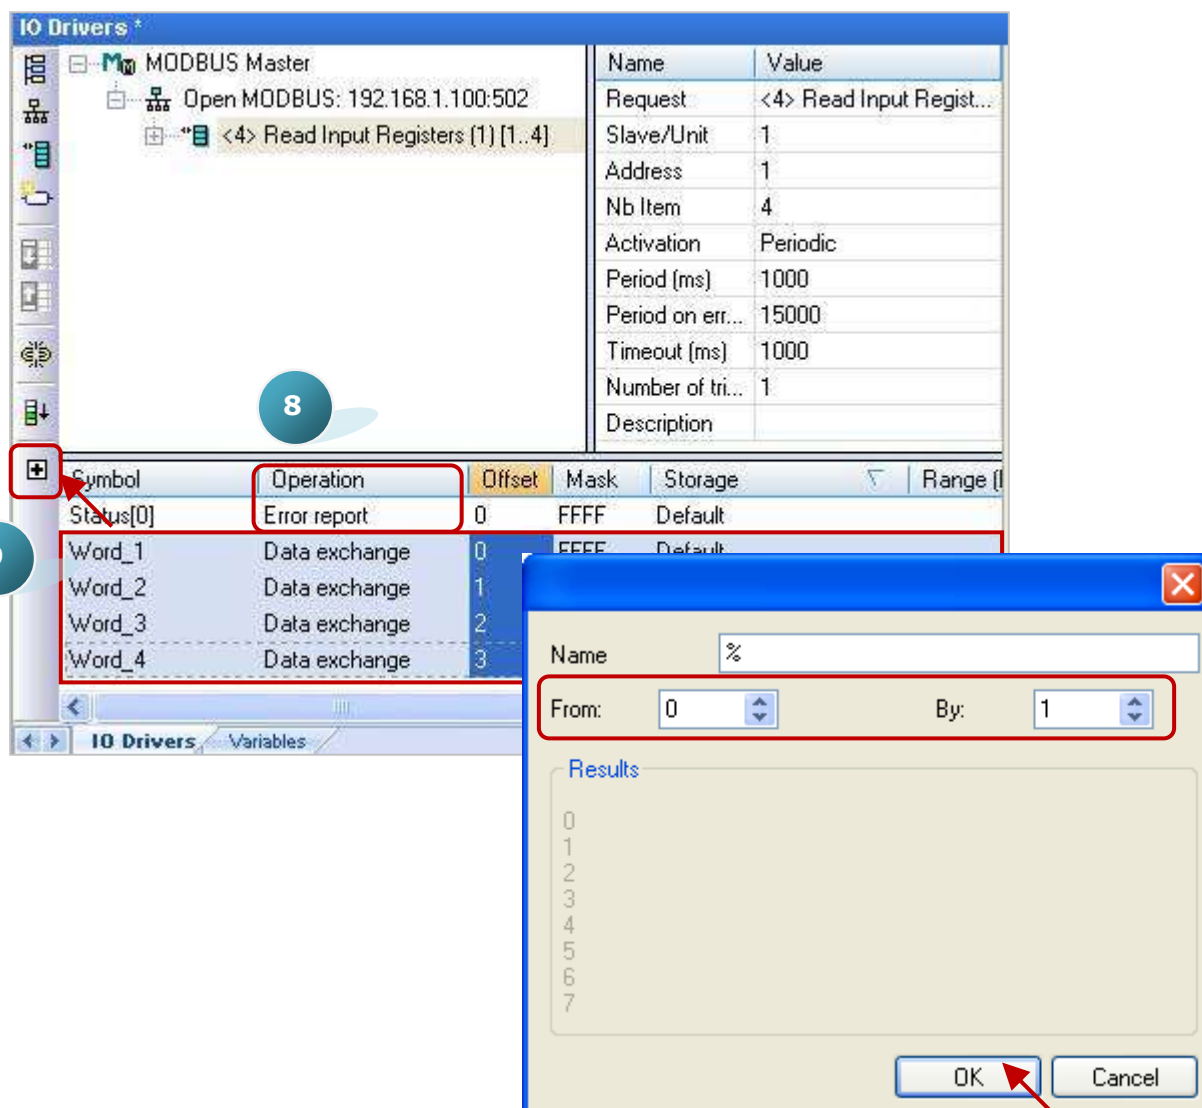 IO Drivers *
MODBUS Master
Open MODBUS: 192.168.1.100:502
<4> Read Input Registers (1) [1..4]
Name Value
Request <4> Read Input Regist...
Slave/Unit 1
Address 1
Nb Item 4
Activation Periodic
Period (ms) 1000
Period on err... 15000
Timeout (ms) 1000
Number of tri... 1
Description
8
Symbol Operation Offset Mask Storage Range (
Status[0] Error report 0 FFFF Default
Word_1 Data exchange 0 FFFF Default
Word_2 Data exchange 1
Word_3 Data exchange 2
Word_4 Data exchange 3
IO Drivers Variables
Name %
From: 0 By: 1
Results
0
1
2
3
4
5
6
7
OK Cancel